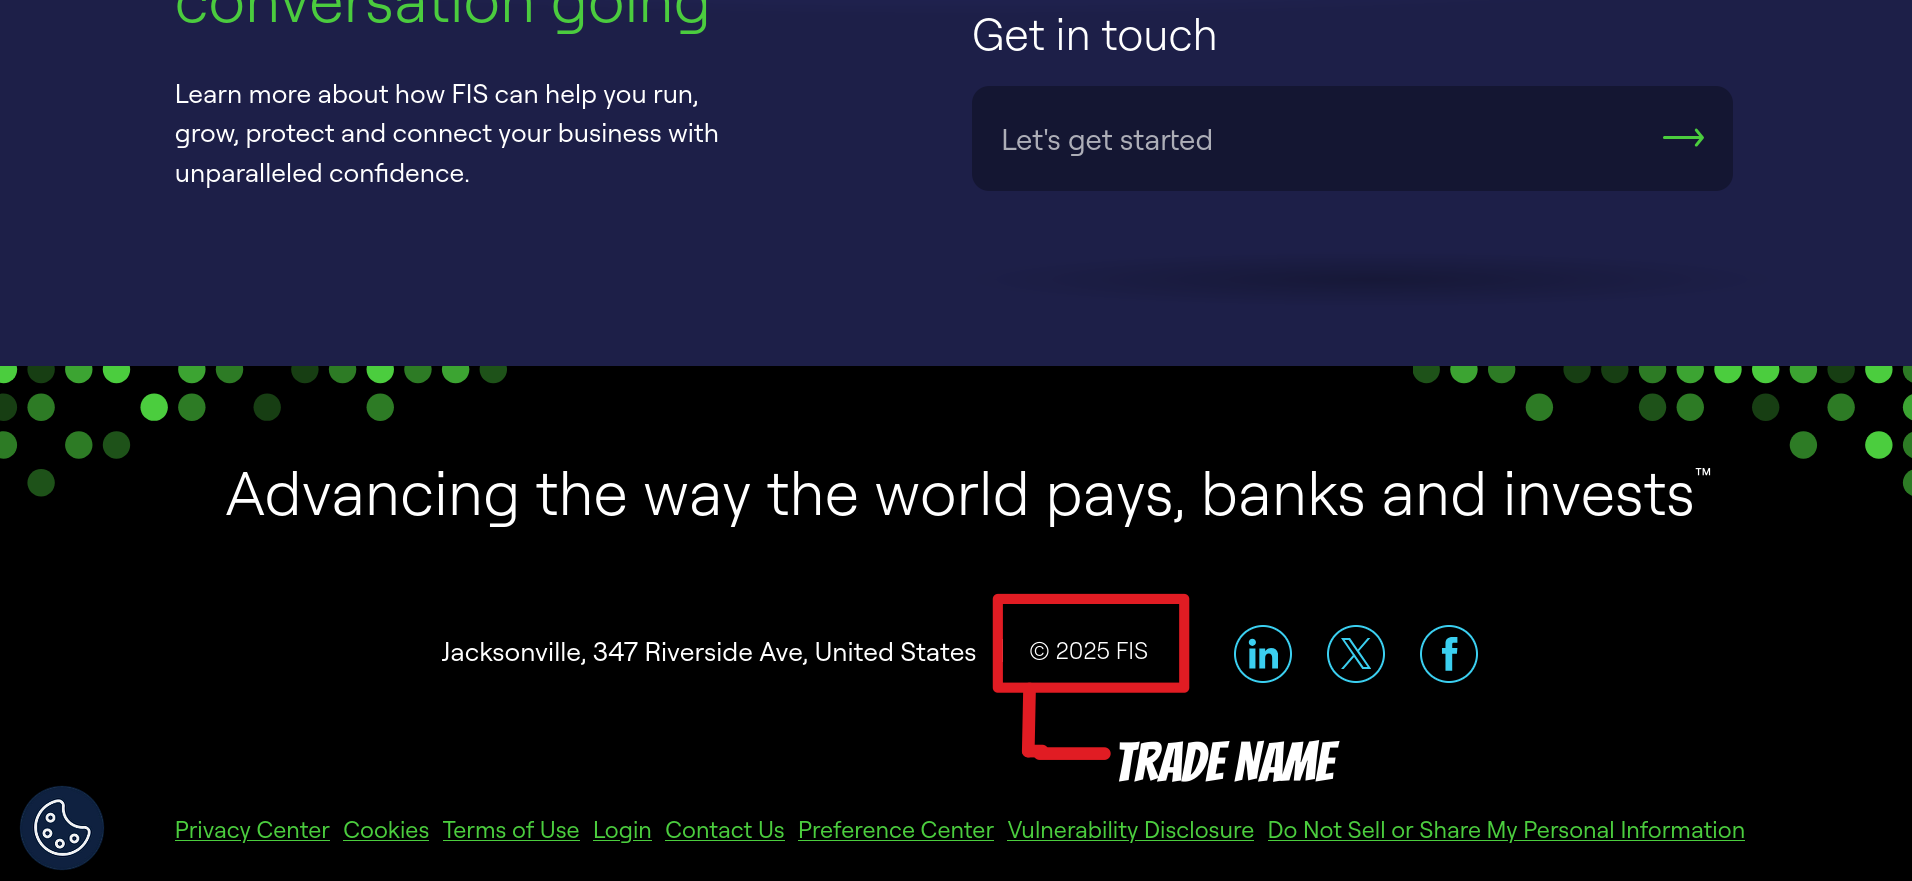 conversation going
Learn more about how FIS can help you run,
grow, protect and connect your business with
unparalleled confidence.
Get in touch
Let's get started
Advancing the way the world pays, banks and invests™
Jacksonville, 347 Riverside Ave, United States
© 2025 FIS
in
X
f
TRADE NAME
Privacy Center Cookies Terms of Use Login Contact Us Preference Center Vulnerability Disclosure Do Not Sell or Share My Personal Information